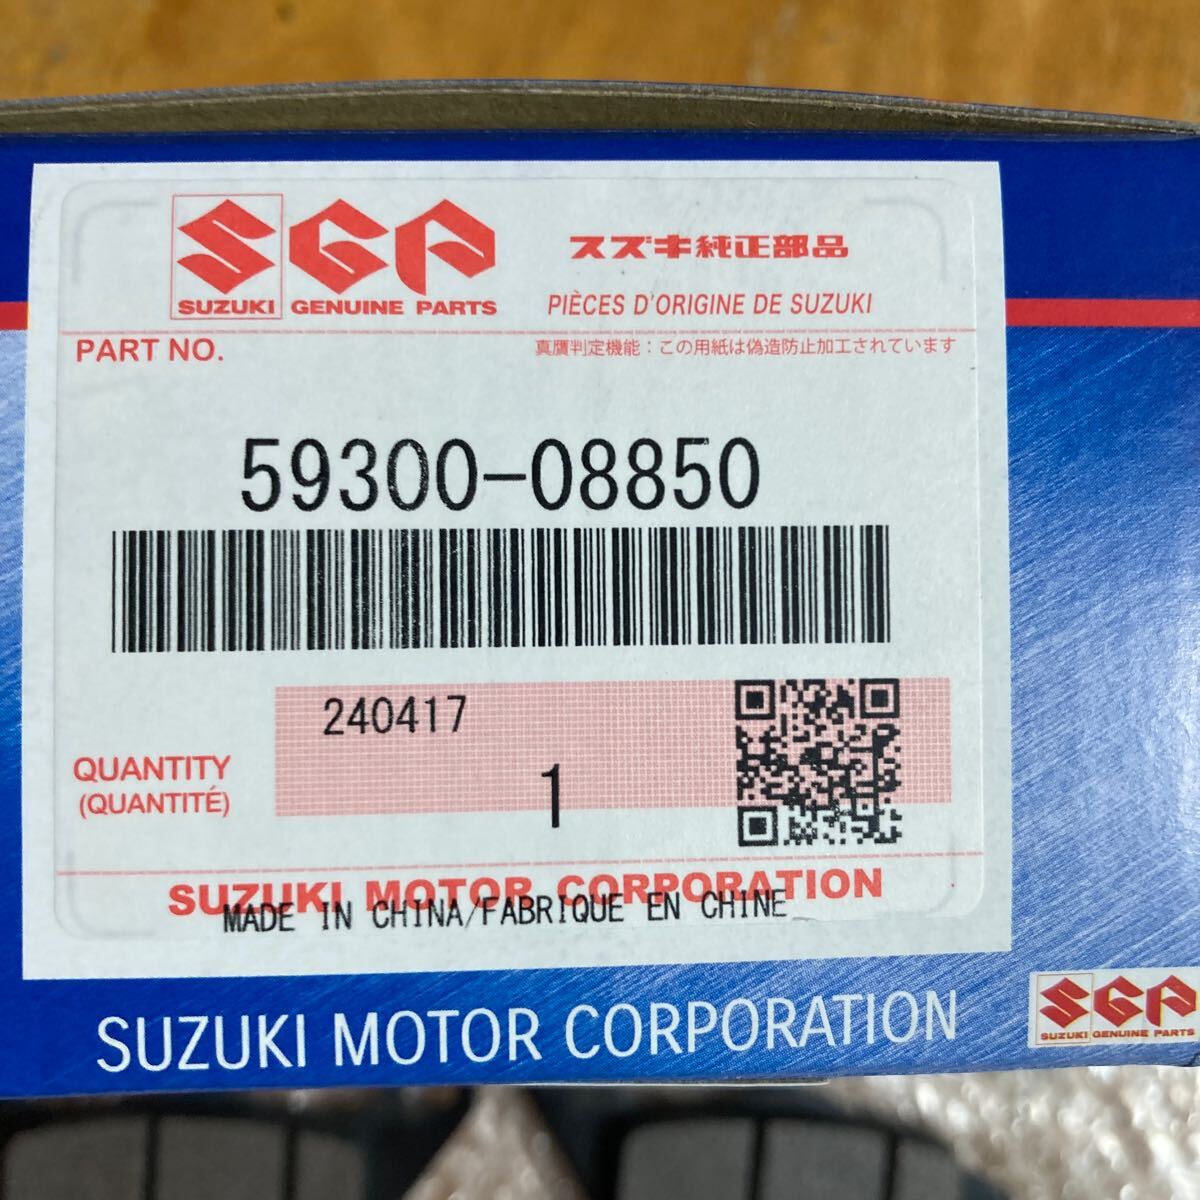 SGP
SUZUKI GENUINE PARTS
スズキ純正部品
PIÈCES D'ORIGINE DE SUZUKI
PART NO.
真贋判定機能：この用紙は偽造防止加工されています
59300-08850
240417
QUANTITY
(QUANTITÉ)
1
SUZUKI MOTOR CORPORATION
MADE IN CHINA/FABRIQUE EN CHINE
SUZUKI MOTOR CORPORATION
SGP
SUZUKI GENUINE PARTS